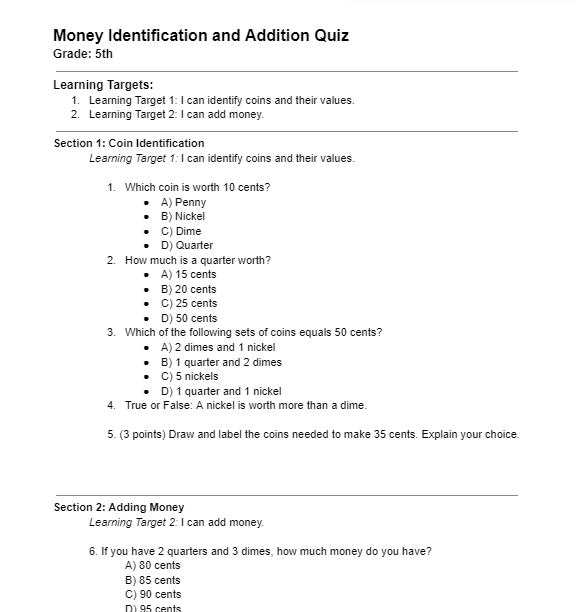 Money Identification and Addition Quiz
Grade: 5th
Learning Targets:
1. Learning Target 1: I can identify coins and their values.
2. Learning Target 2: I can add money.
Section 1: Coin Identification
Learning Target 1: I can identify coins and their values.
1. Which coin is worth 10 cents?
• A) Penny
• B) Nickel
• C) Dime
• D) Quarter
2. How much is a quarter worth?
• A) 15 cents
• B) 20 cents
• C) 25 cents
• D) 50 cents
3. Which of the following sets of coins equals 50 cents?
• A) 2 dimes and 1 nickel
• B) 1 quarter and 2 dimes
• C) 5 nickels
• D) 1 quarter and 1 nickel
4. True or False: A nickel is worth more than a dime.
5. (3 points) Draw and label the coins needed to make 35 cents. Explain your choice.
Section 2: Adding Money
Learning Target 2: I can add money.
6. If you have 2 quarters and 3 dimes, how much money do you have?
A) 80 cents
B) 85 cents
C) 90 cents
D) 95 cents